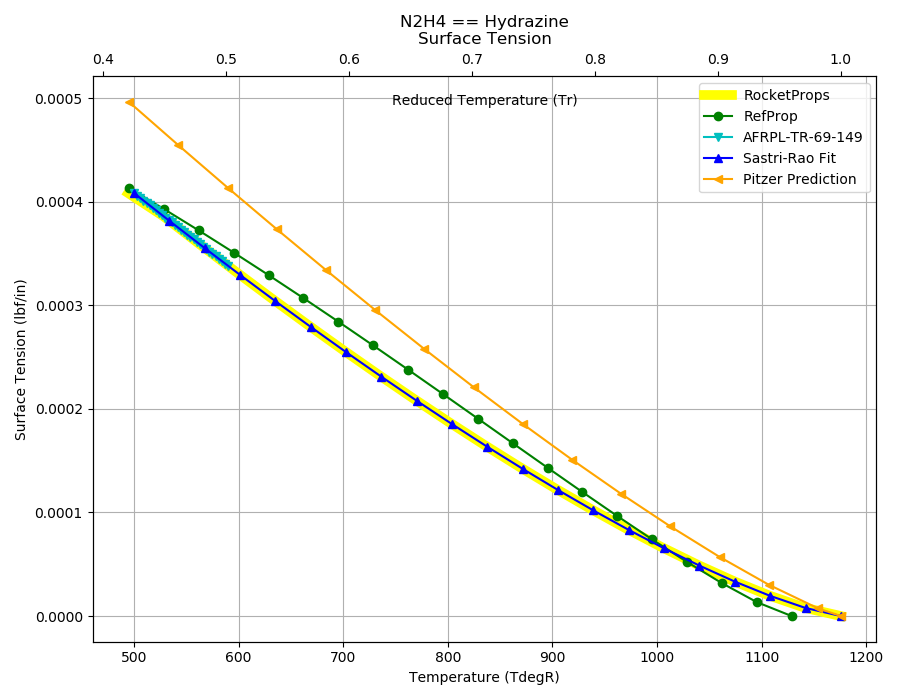 N2H4 == Hydrazine
Surface Tension
0.4 0.5 0.6 0.7 0.8 0.9 1.0
Reduced Temperature (Tr)
RocketProps
RefProp
AFRPL-TR-69-149
Sastri-Rao Fit
Pitzer Prediction
0.0005
0.0004
0.0003
0.0002
0.0001
0.0000
Surface Tension (lbf/in)
500 600 700 800 900 1000 1100 1200
Temperature (TdegR)